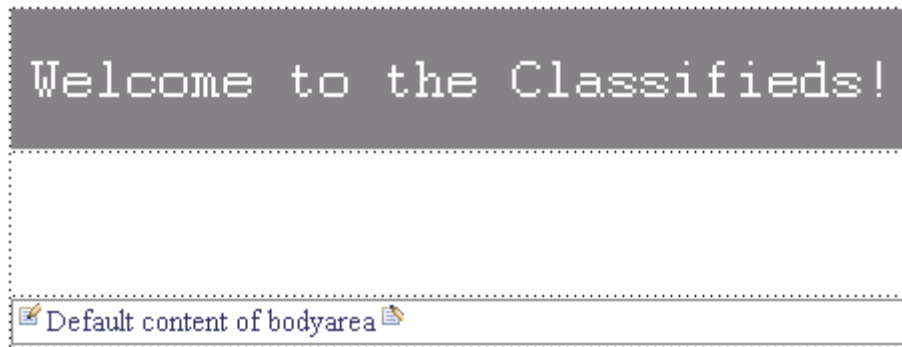 Welcome to the Classifieds!
Default content of bodyarea